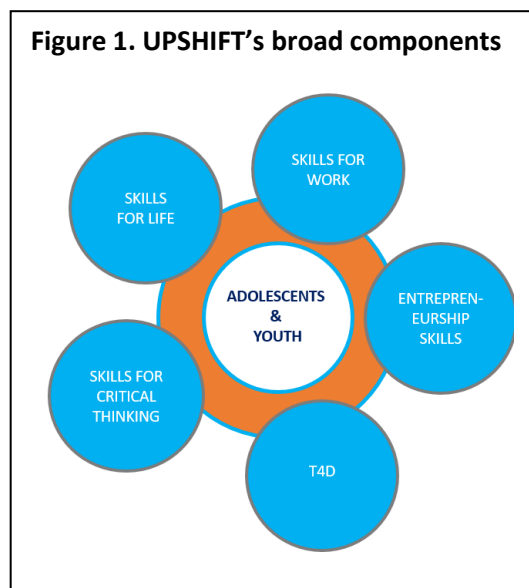 Figure 1. UPSHIFT’s broad components
SKILLS FOR
WORK
SKILLS
FOR LIFE
ADOLESCENTS
&
YOUTH
ENTREPREN-
EURSHIP
SKILLS
SKILLS FOR
CRITICAL
THINKING
T4D